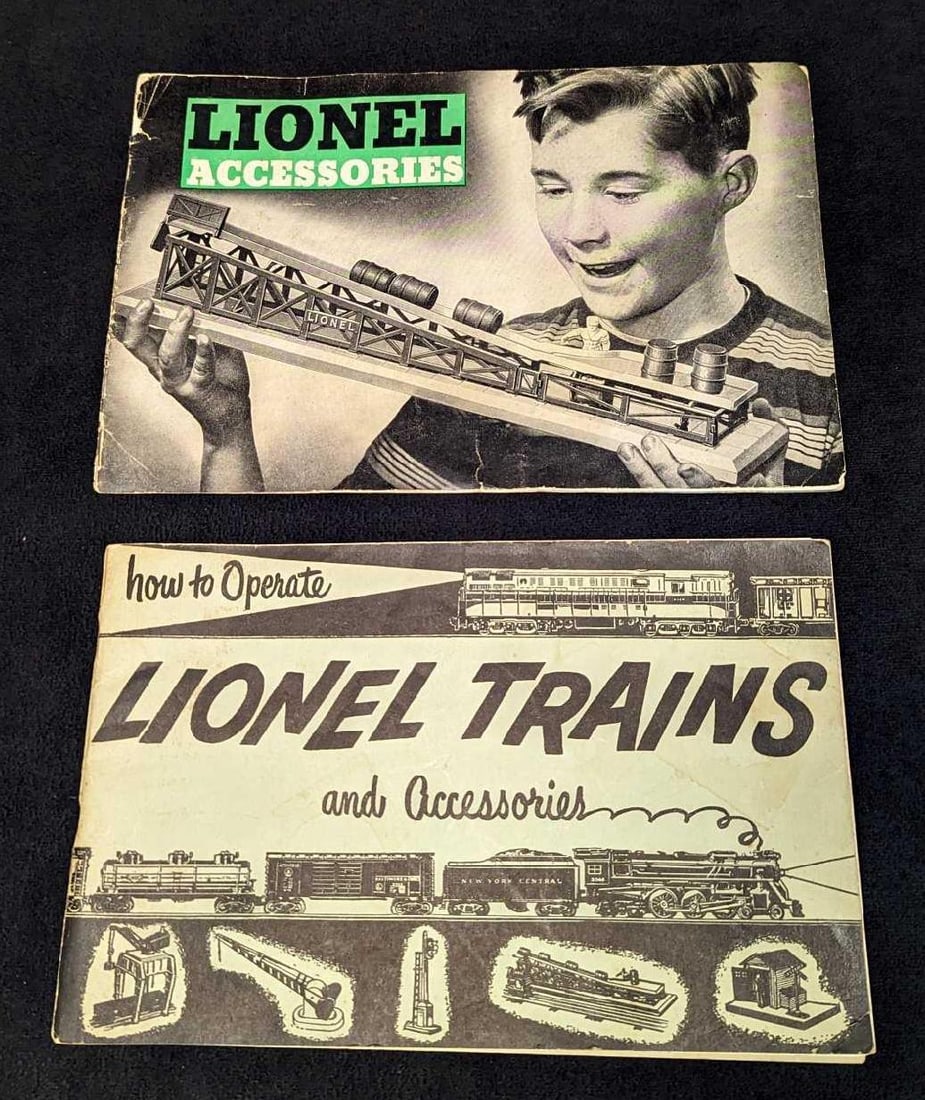 LIONEL
ACCESSORIES
LIONEL
how to Operate
LIONEL TRAINS
and Accessories
NEW YORK CENTRAL